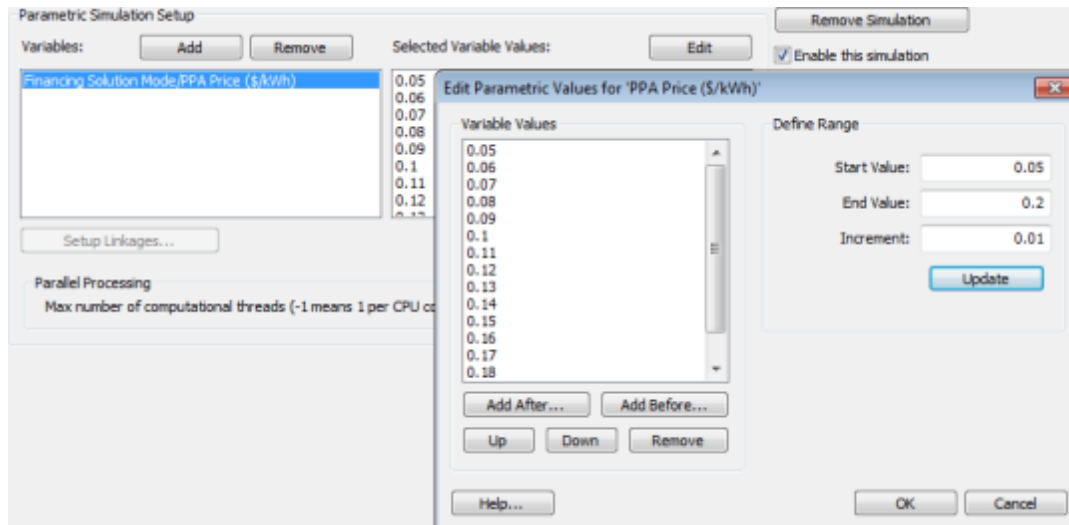 Parametric Simulation Setup
Remove Simulation
Variables:
Add
Remove
Selected Variable Values:
Edit
Enable this simulation
Financing Solution Mode/PPA Price ($/kWh)
0.05
0.06
0.07
0.08
0.09
0.1
0.11
0.12
Setup Linkages...
Parallel Processing
Max number of computational threads (-1 means 1 per CPU
Edit Parametric Values for 'PPA Price ($/kWh)'
Variable Values
0.05
0.06
0.07
0.08
0.09
0.1
0.11
0.12
0.13
0.14
0.15
0.16
0.17
0.18
Add After...
Add Before...
Up
Down
Remove
Define Range
Start Value: 0.05
End Value: 0.2
Increment: 0.01
Update
Help...
OK
Cancel